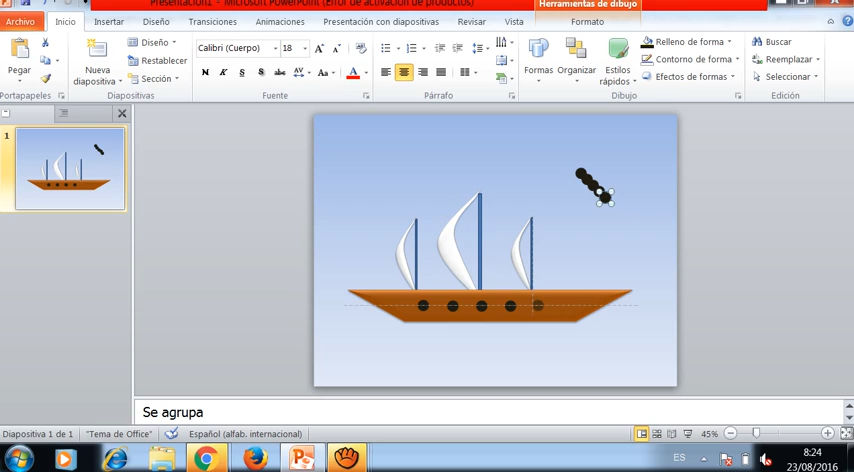 Presentación1 - Microsoft PowerPoint (Error de activación de productos)
Herramientas de dibujo
Archivo Inicio Insertar Diseño Transiciones Animaciones Presentación con diapositivas Revisar Vista Formato
Pegar
Portapapeles
Nueva diapositiva
Diseño
Restablecer
Sección
Diapositivas
Calibri (Cuerpo) 18 A A
N K S S abc AV Aa A
Fuente
Párrafo
Formas
Organizar
Estilos rápidos
Relleno de forma
Contorno de forma
Efectos de formas
Dibujo
Buscar
Reemplazar
Seleccionar
Edición
1
Se agrupa
Diapositiva 1 de 1 "Tema de Office" Español (alfab. internacional) 45%
ES
8:24
23/08/2016